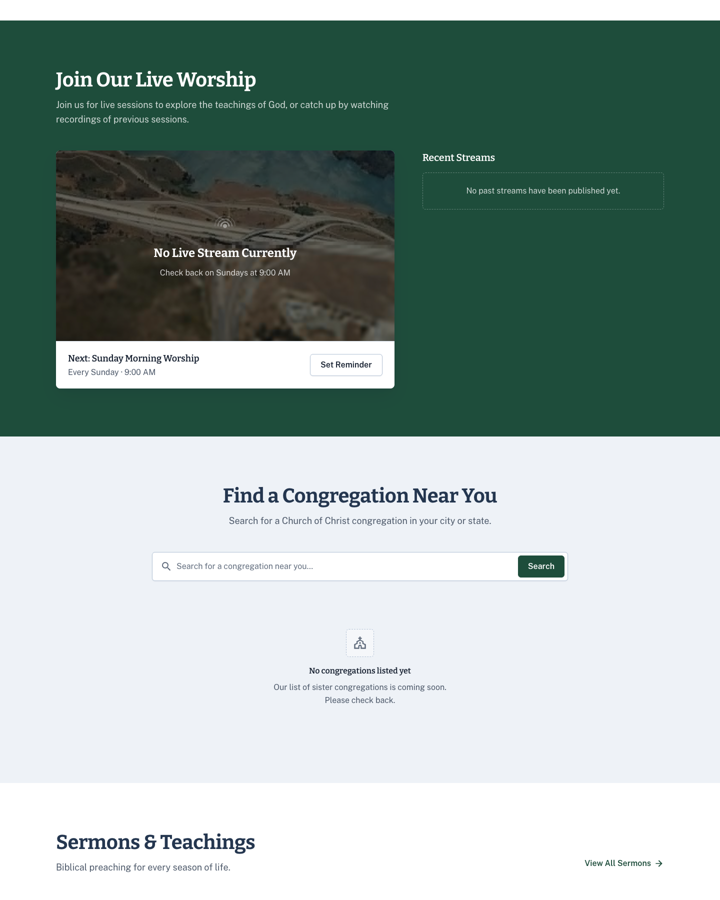 Join Our Live Worship
Join us for live sessions to explore the teachings of God, or catch up by watching
recordings of previous sessions.
No Live Stream Currently
Check back on Sundays at 9:00 AM
Next: Sunday Morning Worship
Every Sunday · 9:00 AM
Set Reminder
Recent Streams
No past streams have been published yet.
Find a Congregation Near You
Search for a Church of Christ congregation in your city or state.
Search for a congregation near you...
Search
No congregations listed yet
Our list of sister congregations is coming soon.
Please check back.
Sermons & Teachings
Biblical preaching for every season of life.
View All Sermons